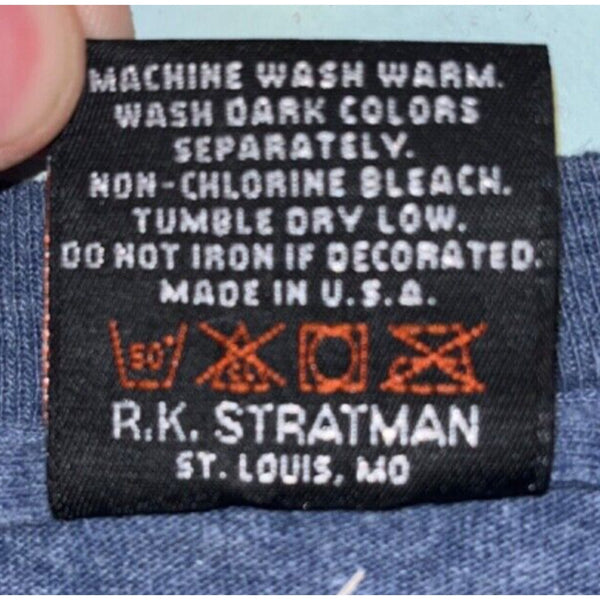 MACHINE WASH WARM.
WASH DARK COLORS
SEPARATELY.
NON-CHLORINE BLEACH.
TUMBLE DRY LOW.
DO NOT IRON IF DECORATED.
MADE IN U.S.A.
50°
R.K. STRATMAN
ST. LOUIS, MO